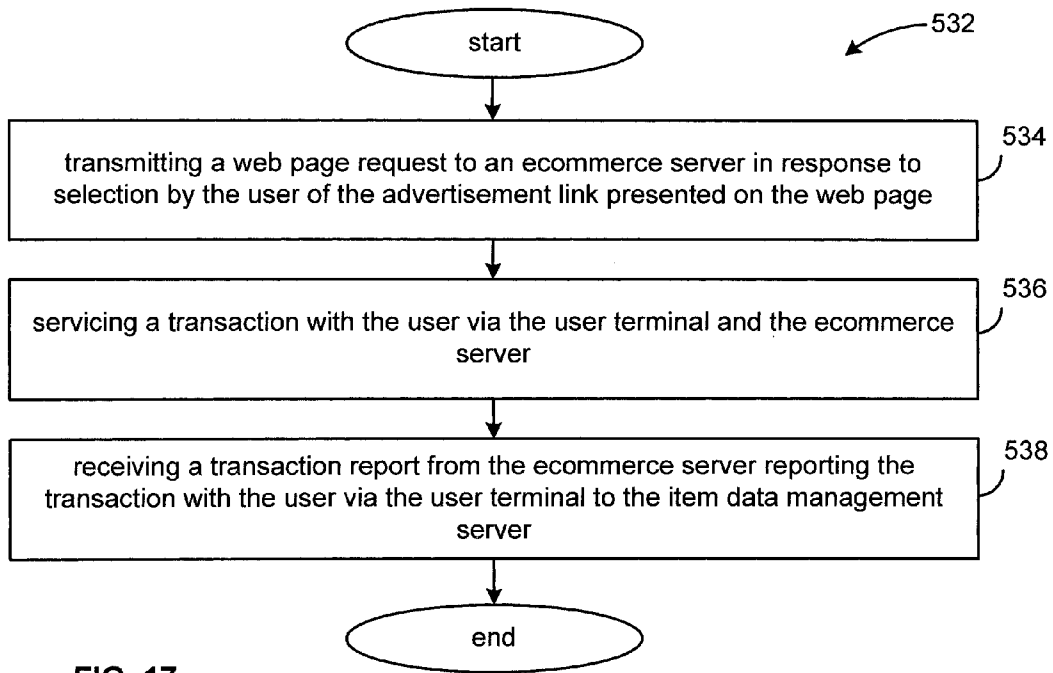 start
532
transmitting a web page request to an ecommerce server in response to
selection by the user of the advertisement link presented on the web page
534
servicing a transaction with the user via the user terminal and the ecommerce
server
536
receiving a transaction report from the ecommerce server reporting the
transaction with the user via the user terminal to the item data management
server
538
end
FIG. 17